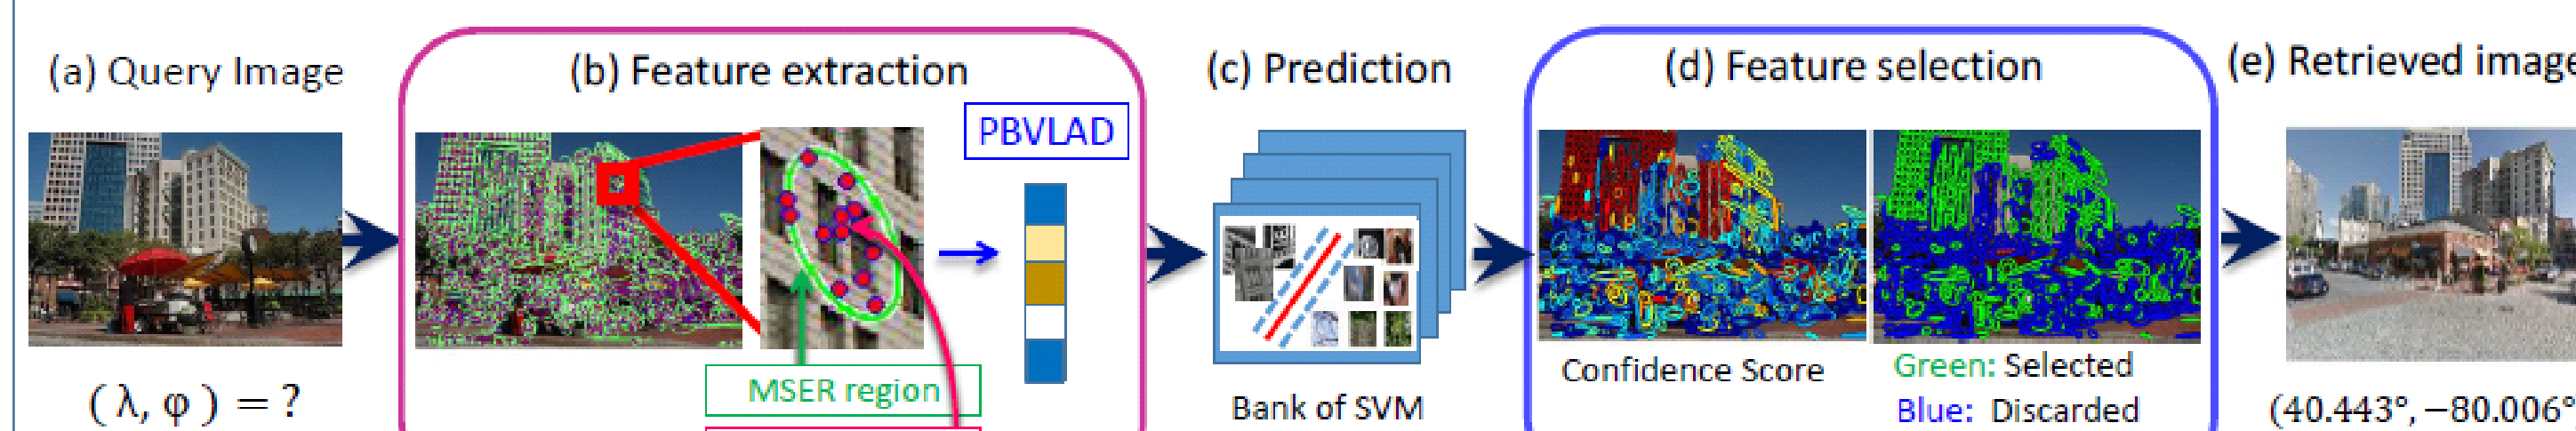 (a) Query Image
(b) Feature extraction
(c) Prediction
(d) Feature selection
(e) Retrieved image
PBVLAD
MSER region
( λ, φ ) = ?
Bank of SVM
Confidence Score
Green: Selected
Blue: Discarded
(40.443°, −80.006°